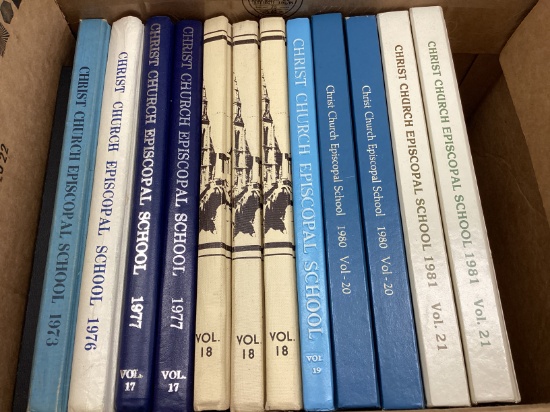 CHRIST CHURCH EPISCOPAL SCHOOL 1973
CHRIST CHURCH EPISCOPAL SCHOOL 1976
CHRIST CHURCH EPISCOPAL SCHOOL 1977 VOL. 17
CHRIST CHURCH EPISCOPAL SCHOOL 1977 VOL. 17
VOL. 18
VOL. 18
VOL. 18
CHRIST CHURCH EPISCOPAL SCHOOL VOL 19
Christ Church Episcopal School 1980 Vol-20
Christ Church Episcopal School 1980 Vol-20
CHRIST CHURCH EPISCOPAL SCHOOL 1981 Vol. 21
CHRIST CHURCH EPISCOPAL SCHOOL 1981 Vol. 21